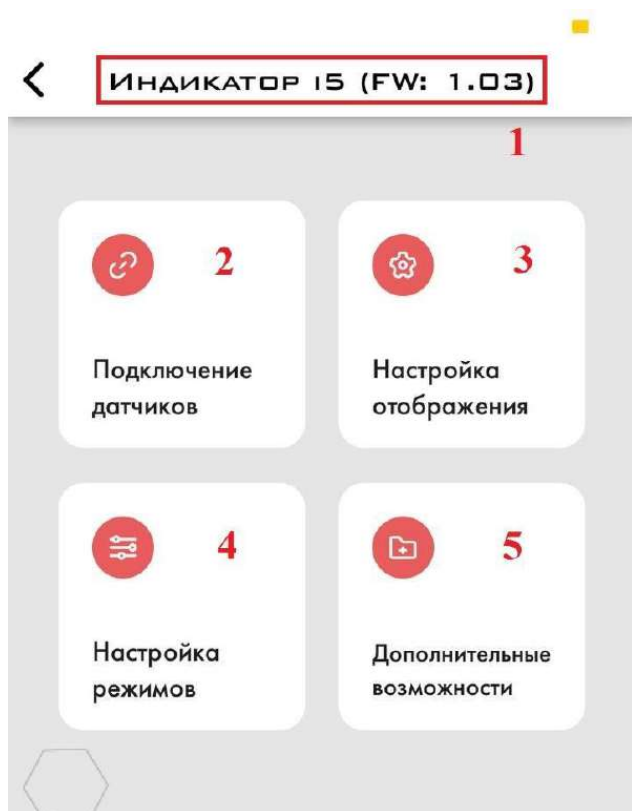 Индикатор i5 (FW: 1.03)
1
2
3
Подключение
датчиков
Настройка
отображения
4
5
Настройка
режимов
Дополнительные
возможности